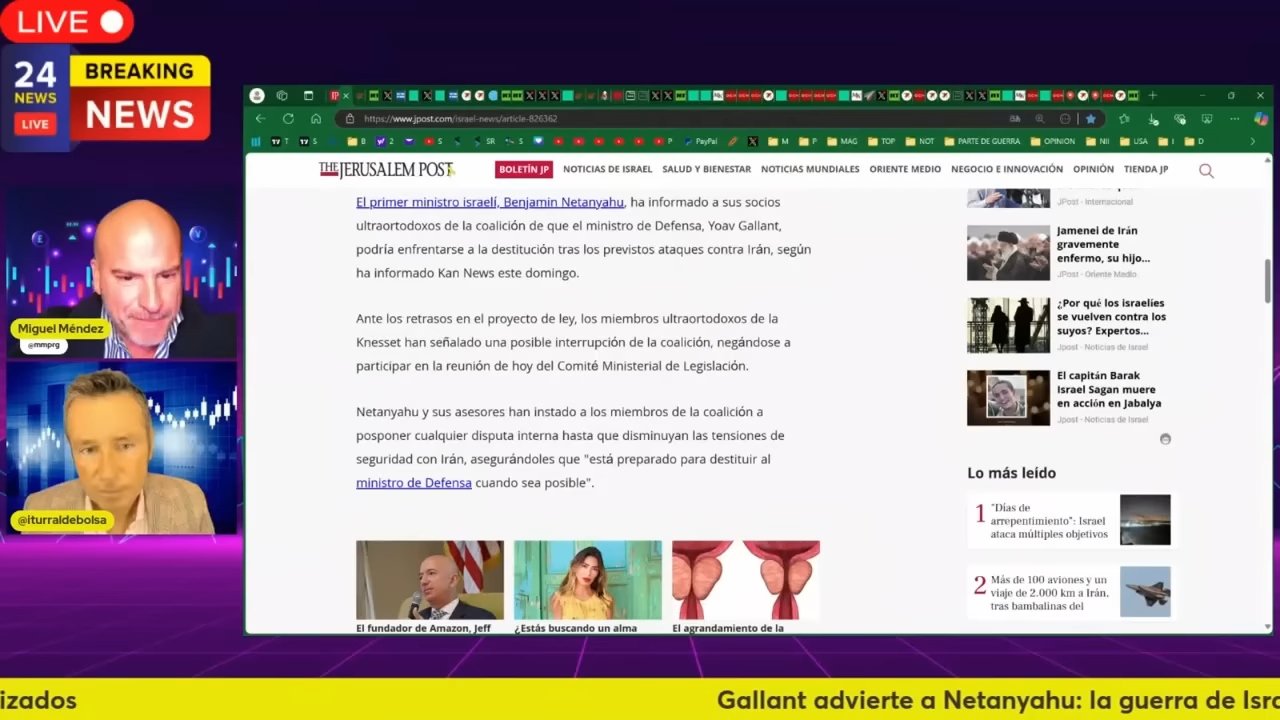 LIVE
24
NEWS
LIVE
BREAKING
NEWS
Miguel Méndez
@mmprg
@iturraldebolsa
https://www.jpost.com/israel-news/article-826362
PayPal
MAG
TOP
NOT
PARTE DE GUERRA
OPINION
NII
USA
THE JERUSALEM POST
BOLETÍN JP
NOTICIAS DE ISRAEL
SALUD Y BIENESTAR
NOTICIAS MUNDIALES
ORIENTE MEDIO
NEGOCIO E INNOVACIÓN
OPINIÓN
TIENDA JP
El primer ministro israelí, Benjamin Netanyahu, ha informado a sus socios
ultraortodoxos de la coalición de que el ministro de Defensa, Yoav Gallant,
podría enfrentarse a la destitución tras los previstos ataques contra Irán, según
ha informado Kan News este domingo.
Ante los retrasos en el proyecto de ley, los miembros ultraortodoxos de la
Knesset han señalado una posible interrupción de la coalición, negándose a
participar en la reunión de hoy del Comité Ministerial de Legislación.
Netanyahu y sus asesores han instado a los miembros de la coalición a
posponer cualquier disputa interna hasta que disminuyan las tensiones de
seguridad con Irán, asegurándoles que "está preparado para destituir al
ministro de Defensa cuando sea posible".
El fundador de Amazon, Jeff
¿Estás buscando un alma
El agrandamiento de la
JPost - Internacional
Jamenei de Irán
gravemente
enfermo, su hijo...
JPost - Oriente Medio
¿Por qué los israelíes
se vuelven contra los
suyos? Expertos...
Jpost - Noticias de Israel
El capitán Barak
Israel Sagan muere
en acción en Jabalya
Jpost - Noticias de Israel
Lo más leído
1
"Días de
arrepentimiento": Israel
ataca múltiples objetivos
2
Más de 100 aviones y un
viaje de 2.000 km a Irán,
tras bambalinas del
izados
Gallant advierte a Netanyahu: la guerra de Isra